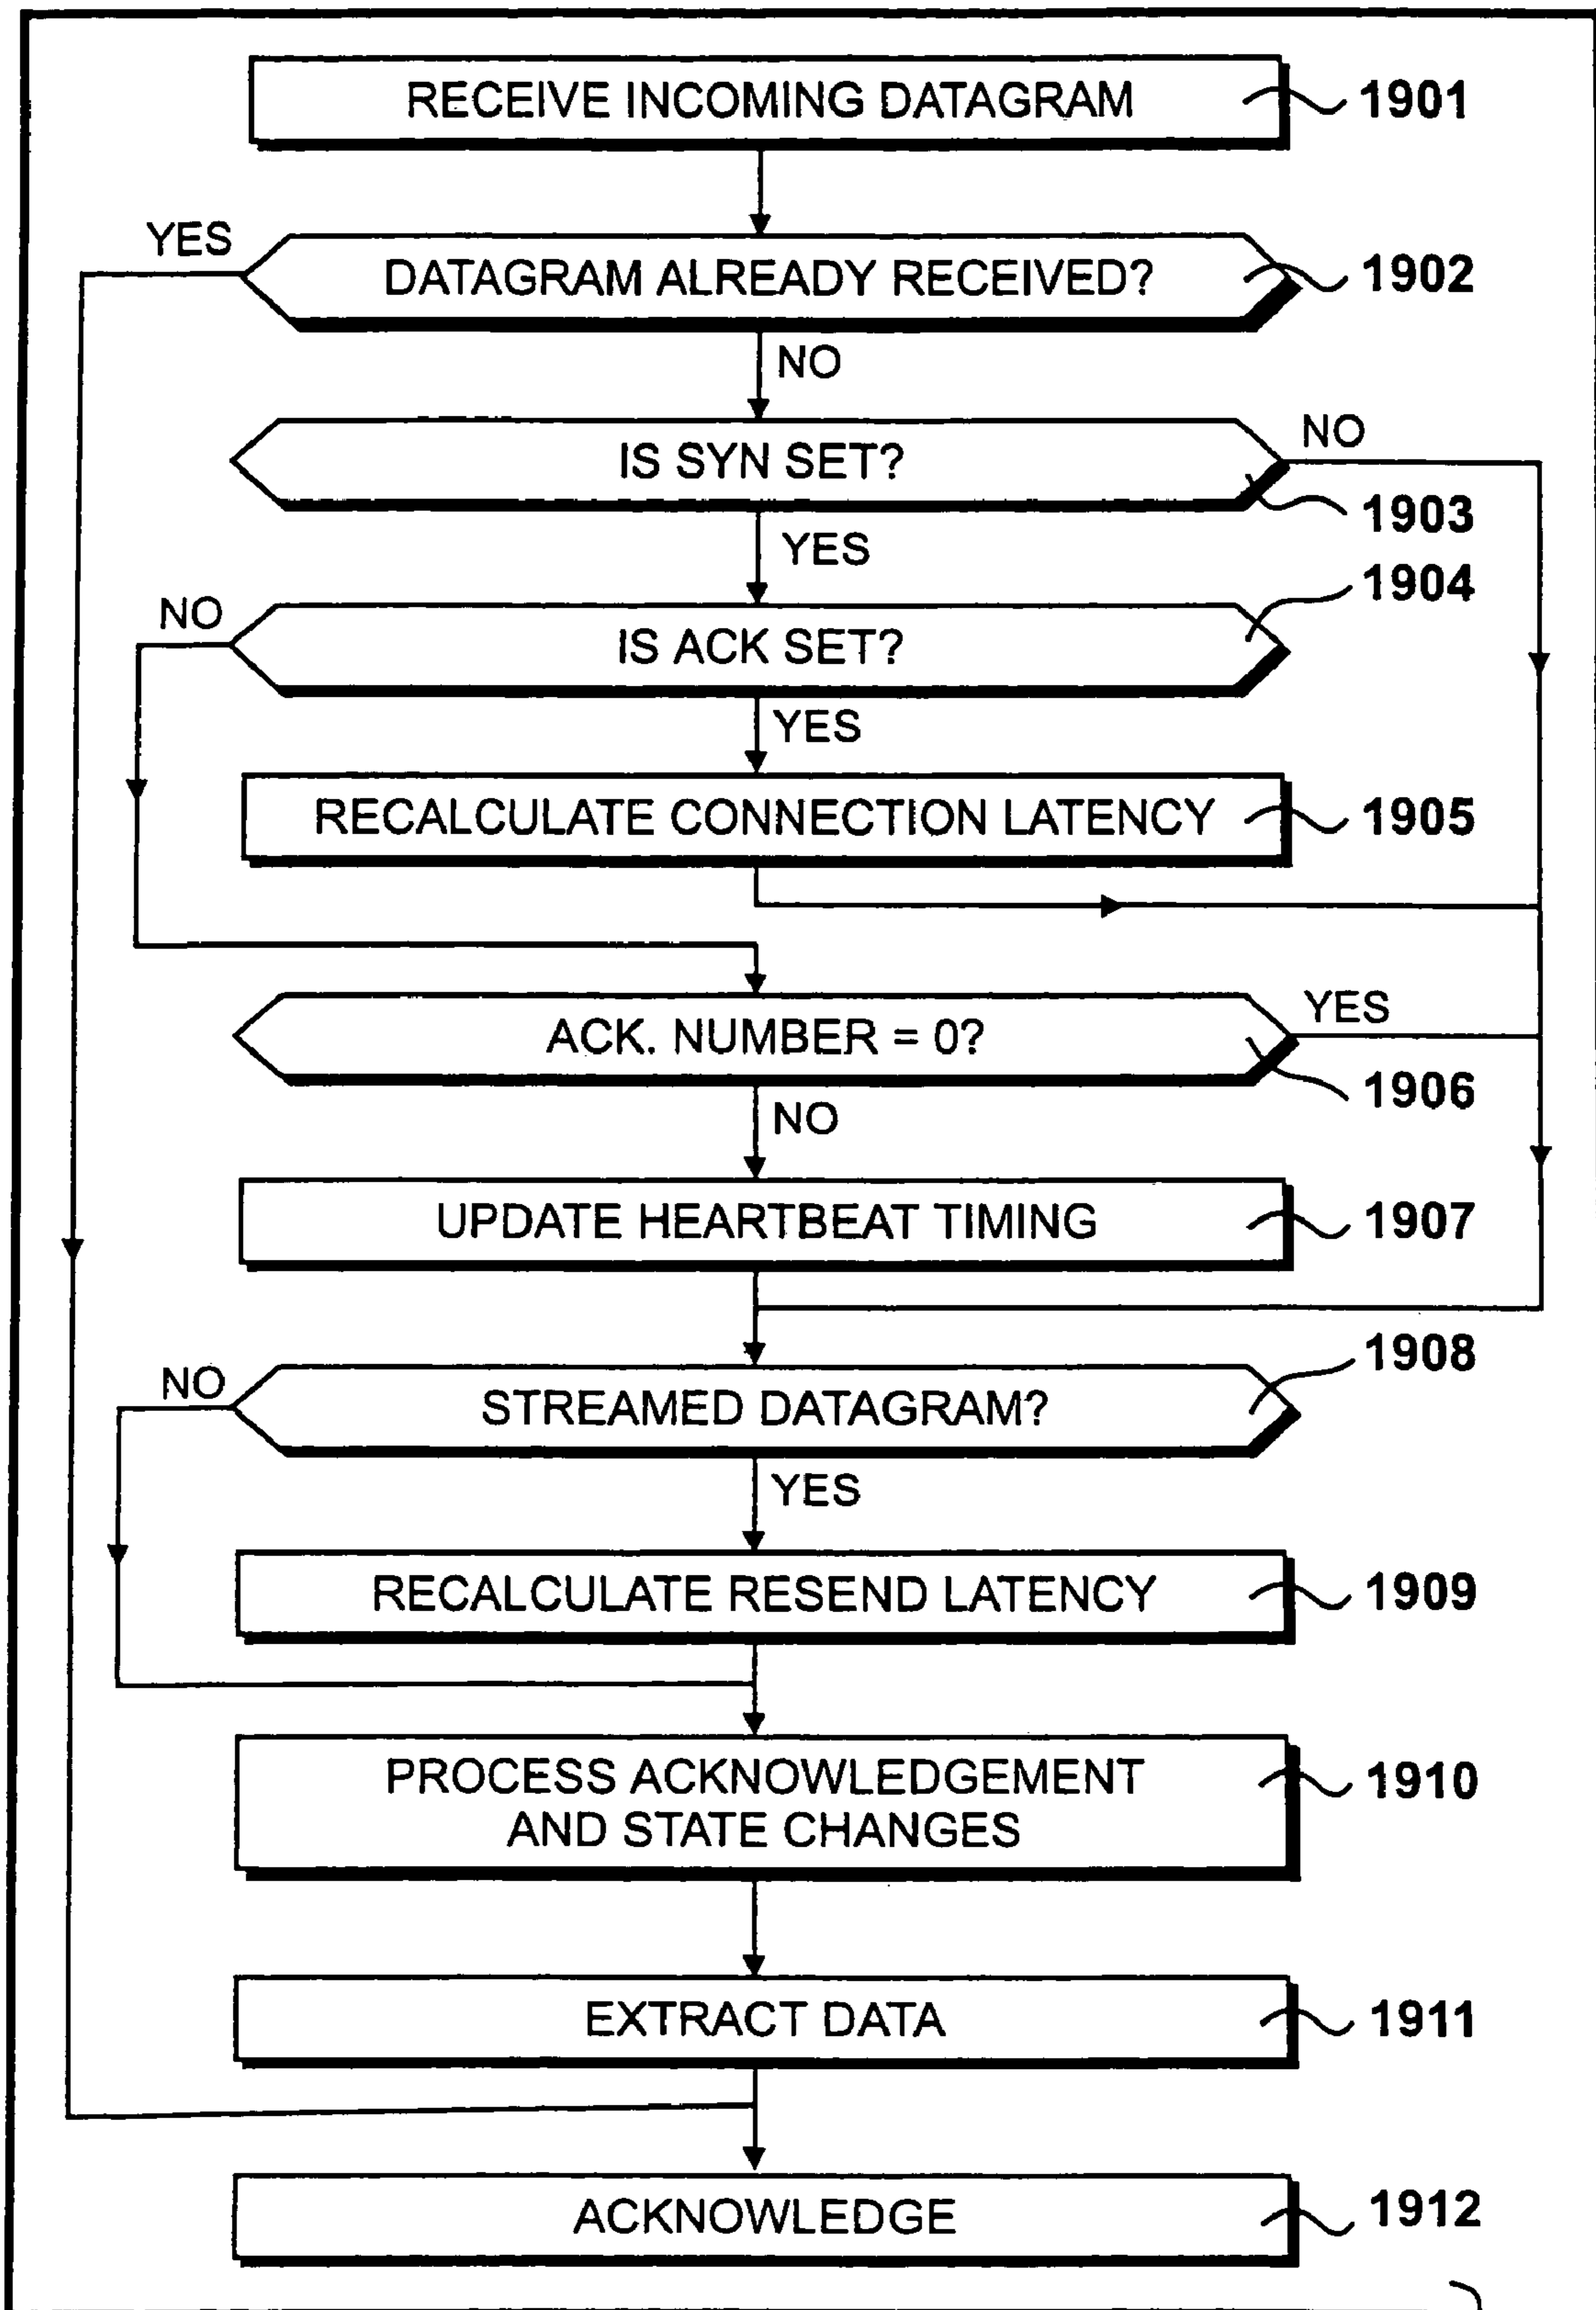 RECEIVE INCOMING DATAGRAM
1901
YES
DATAGRAM ALREADY RECEIVED?
1902
NO
IS SYN SET?
NO
1903
YES
1904
NO
IS ACK SET?
YES
RECALCULATE CONNECTION LATENCY
1905
ACK. NUMBER = 0?
YES
1906
NO
UPDATE HEARTBEAT TIMING
1907
1908
NO
STREAMED DATAGRAM?
YES
RECALCULATE RESEND LATENCY
1909
PROCESS ACKNOWLEDGEMENT
AND STATE CHANGES
1910
EXTRACT DATA
1911
ACKNOWLEDGE
1912